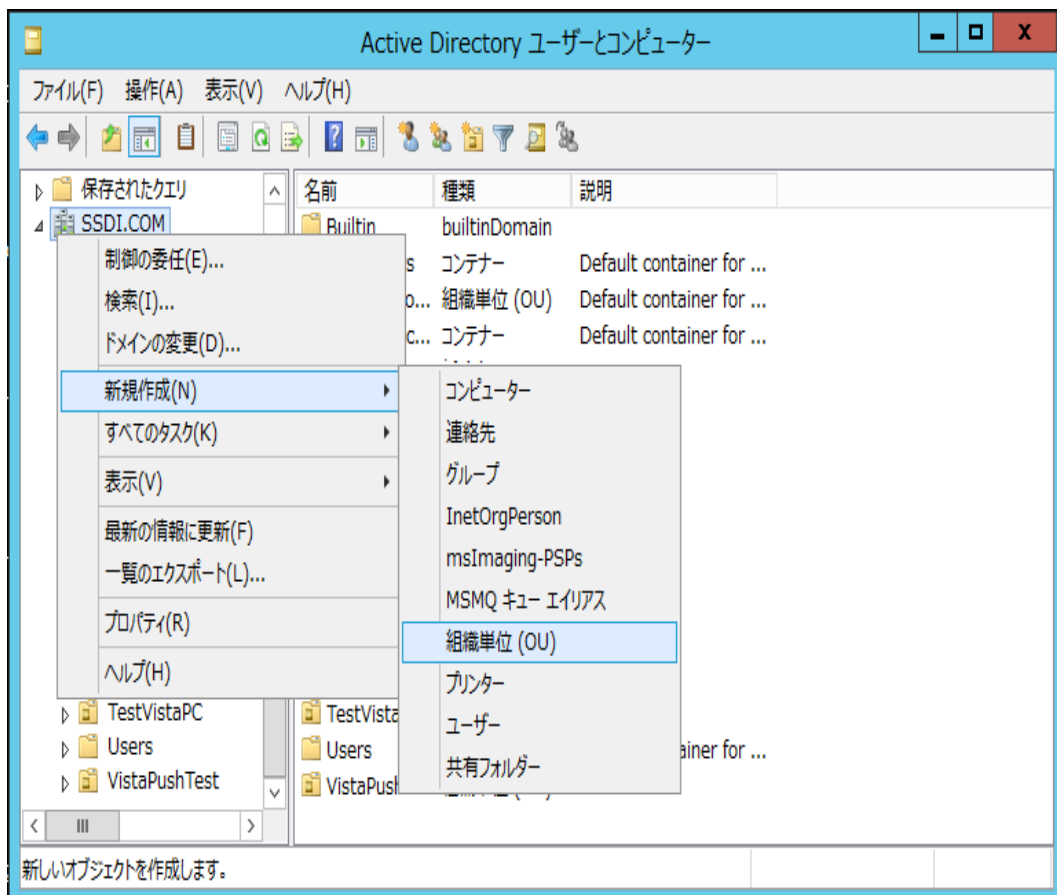 Active Directory ユーザーとコンピューター
ファイル(F) 操作(A) 表示(V) ヘルプ(H)
保存されたクエリ
SSDI.COM
名前 種類 説明
Builtin builtinDomain
s コンテナー Default container for ...
o... 組織単位 (OU) Default container for ...
c... コンテナー Default container for ...
制御の委任(E)...
検索(I)...
ドメインの変更(D)...
新規作成(N)
すべてのタスク(K)
表示(V)
最新の情報に更新(F)
一覧のエクスポート(L)...
プロパティ(R)
ヘルプ(H)
コンピューター
連絡先
グループ
InetOrgPerson
msImaging-PSPs
MSMQ キュー エイリアス
組織単位 (OU)
プリンター
ユーザー
共有フォルダー
TestVistaPC
Users
VistaPushTest
TestVista
Users ainer for ...
VistaPush
新しいオブジェクトを作成します。